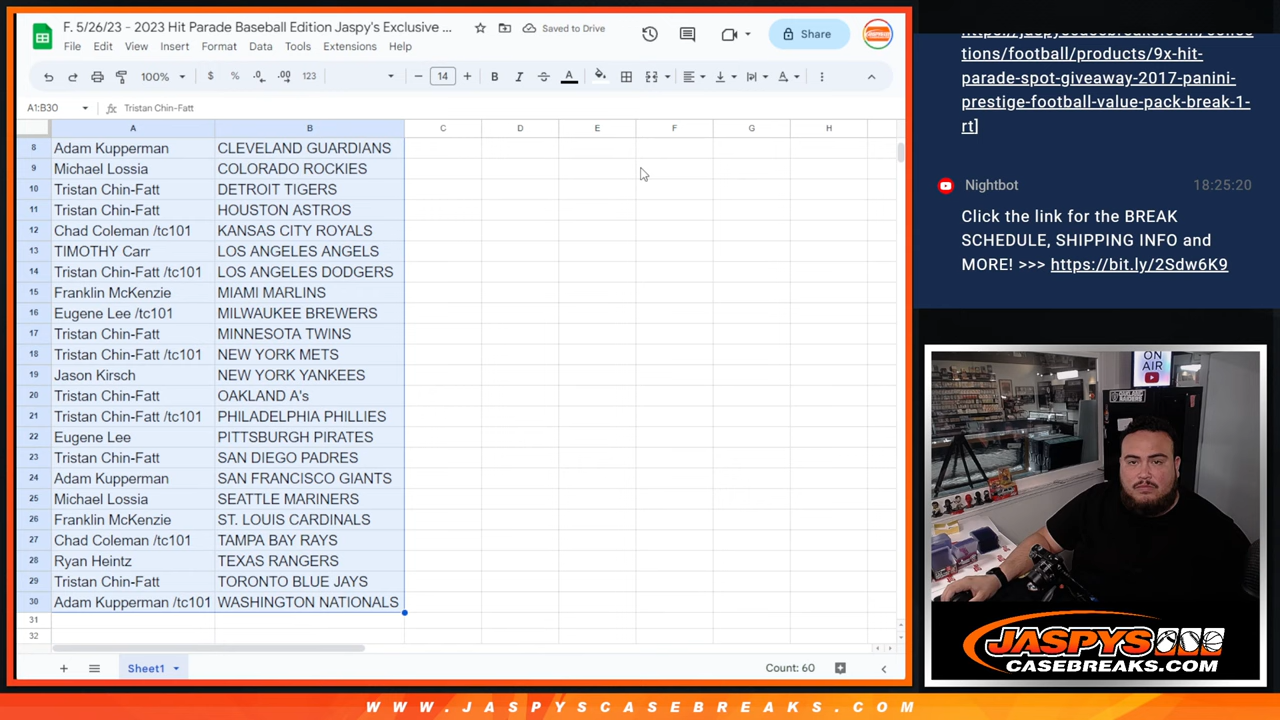 F. 5/26/23 - 2023 Hit Parade Baseball Edition Jaspy's Exclusive ...
Saved to Drive
Share
File Edit View Insert Format Data Tools Extensions Help
100% $ % .0 .00 123 14 B I A
A1:B30 fx Tristan Chin-Fatt
A B C D E F G H
8 Adam Kupperman CLEVELAND GUARDIANS
9 Michael Lossia COLORADO ROCKIES
10 Tristan Chin-Fatt DETROIT TIGERS
11 Tristan Chin-Fatt HOUSTON ASTROS
12 Chad Coleman /tc101 KANSAS CITY ROYALS
13 TIMOTHY Carr LOS ANGELES ANGELS
14 Tristan Chin-Fatt /tc101 LOS ANGELES DODGERS
15 Franklin McKenzie MIAMI MARLINS
16 Eugene Lee /tc101 MILWAUKEE BREWERS
17 Tristan Chin-Fatt MINNESOTA TWINS
18 Tristan Chin-Fatt /tc101 NEW YORK METS
19 Jason Kirsch NEW YORK YANKEES
20 Tristan Chin-Fatt OAKLAND A's
21 Tristan Chin-Fatt /tc101 PHILADELPHIA PHILLIES
22 Eugene Lee PITTSBURGH PIRATES
23 Tristan Chin-Fatt SAN DIEGO PADRES
24 Adam Kupperman SAN FRANCISCO GIANTS
25 Michael Lossia SEATTLE MARINERS
26 Franklin McKenzie ST. LOUIS CARDINALS
27 Chad Coleman /tc101 TAMPA BAY RAYS
28 Ryan Heintz TEXAS RANGERS
29 Tristan Chin-Fatt TORONTO BLUE JAYS
30 Adam Kupperman /tc101 WASHINGTON NATIONALS
31
32
Sheet1
Count: 60
https://jaspyscasebreaks.com/collec
tions/football/products/9x-hit-
parade-spot-giveaway-2017-panini-
prestige-football-value-pack-break-1-
rt]
Nightbot 18:25:20
Click the link for the BREAK
SCHEDULE, SHIPPING INFO and
MORE! >>> https://bit.ly/2Sdw6K9
ON
AIR
OAKLAND
RAIDERS
JASPYS
CASEBREAKS.COM
WWW.JASPYSCASEBREAKS.COM